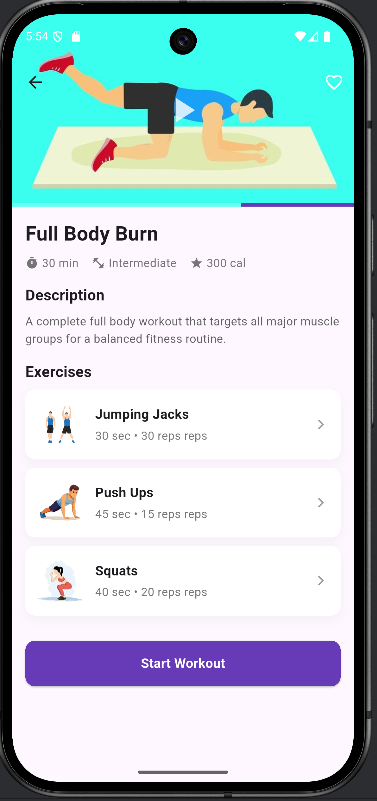 5:54
Full Body Burn
30 min Intermediate 300 cal
Description
A complete full body workout that targets all major muscle
groups for a balanced fitness routine.
Exercises
Jumping Jacks
30 sec • 30 reps reps
Push Ups
45 sec • 15 reps reps
Squats
40 sec • 20 reps reps
Start Workout